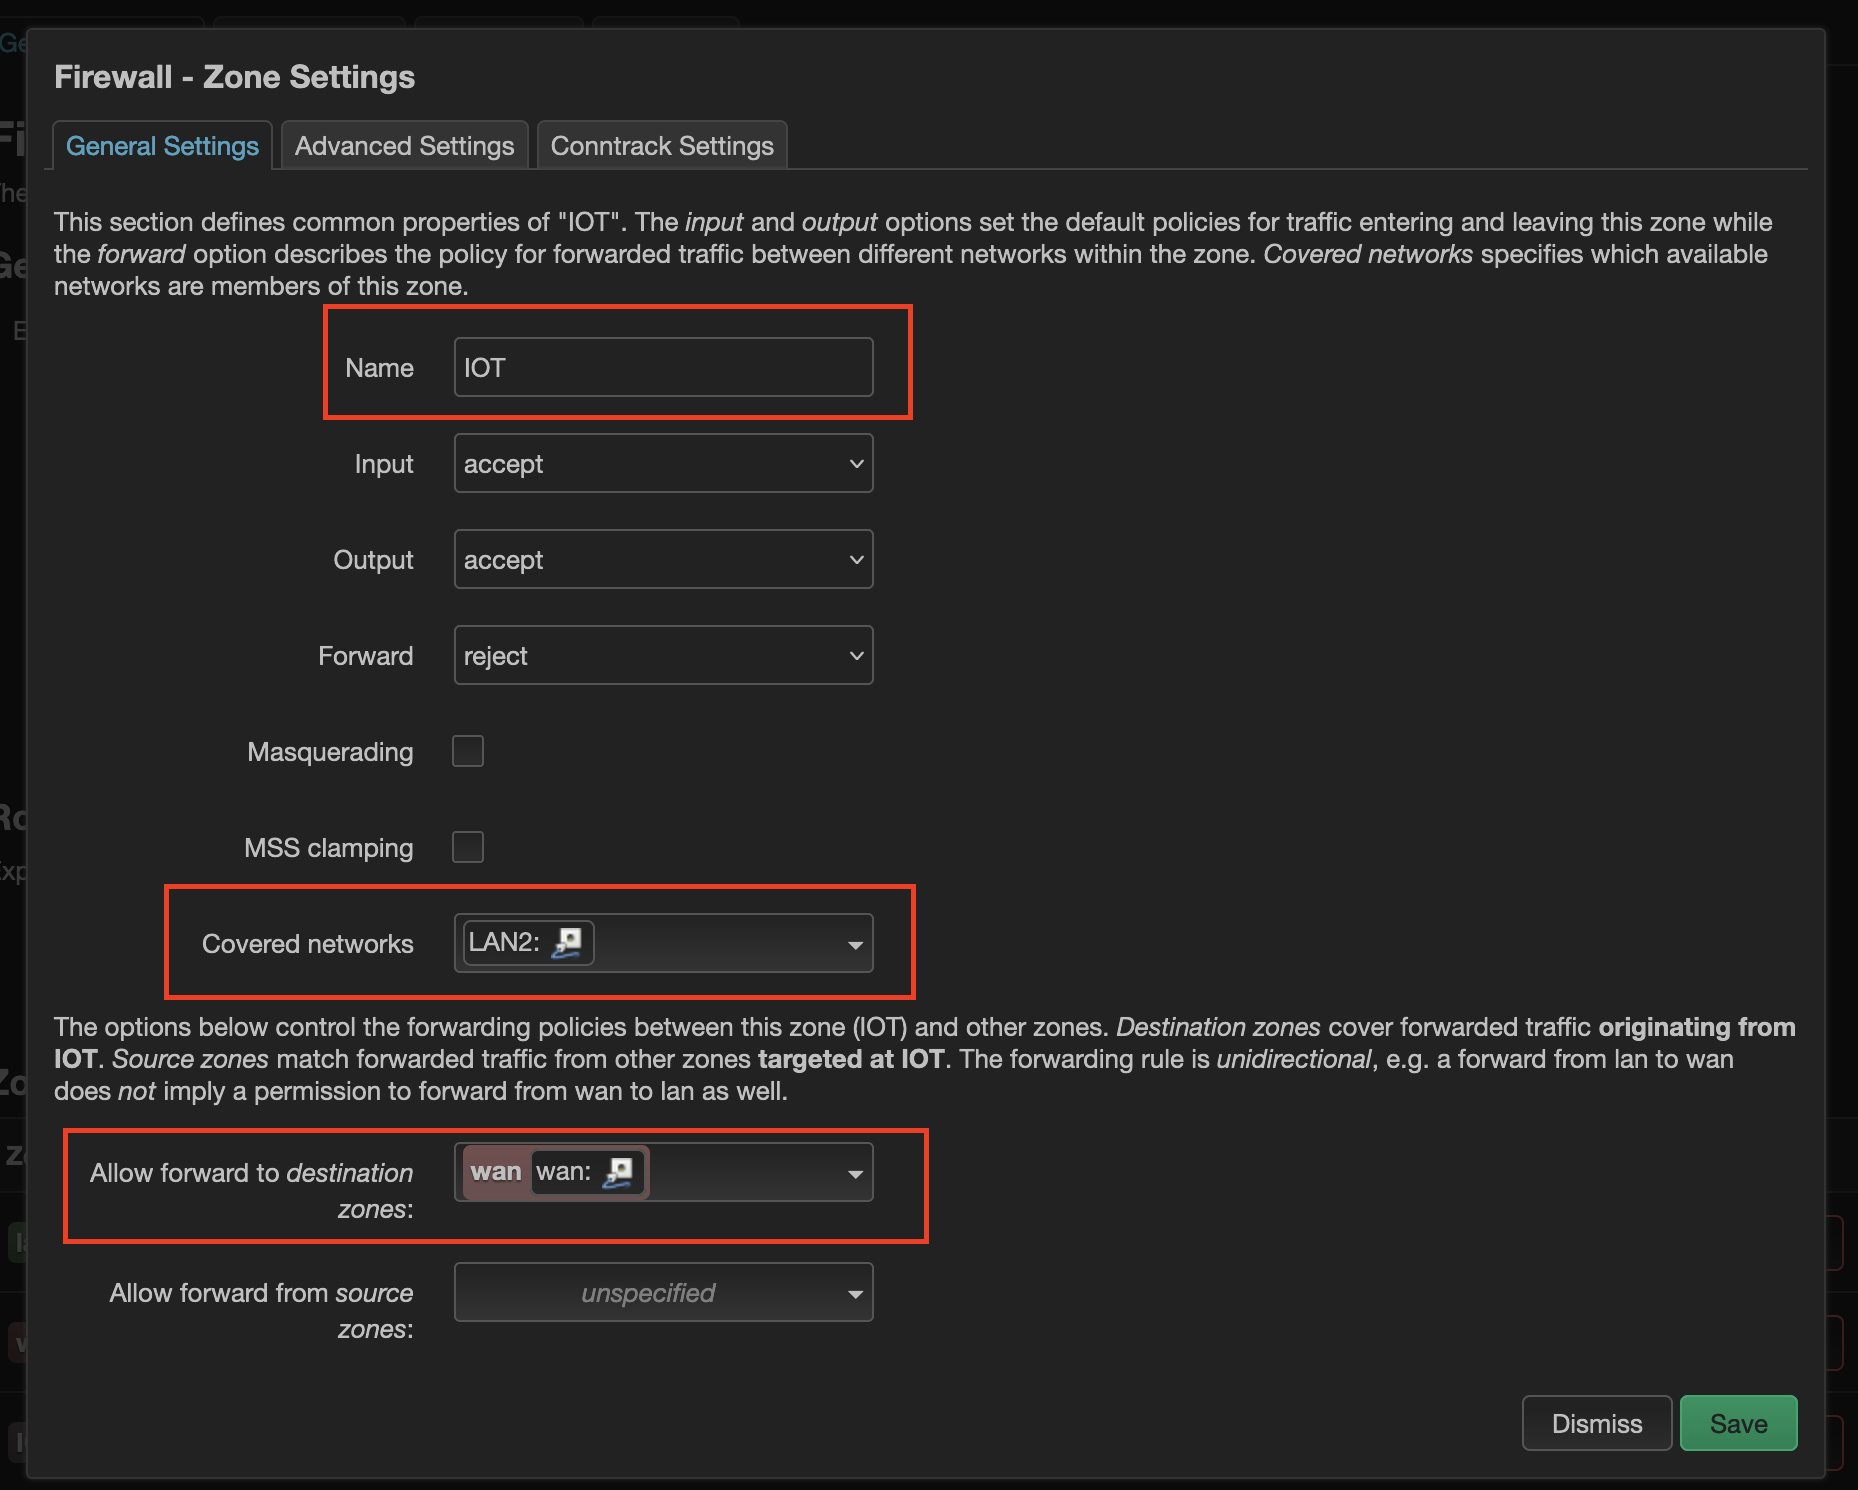 Firewall - Zone Settings
General Settings
Advanced Settings
Conntrack Settings
This section defines common properties of "IOT". The input and output options set the default policies for traffic entering and leaving this zone while
the forward option describes the policy for forwarded traffic between different networks within the zone. Covered networks specifies which available
networks are members of this zone.
Name
IOT
Input
accept
Output
accept
Forward
reject
Masquerading
MSS clamping
Covered networks
LAN2:
The options below control the forwarding policies between this zone (IOT) and other zones. Destination zones cover forwarded traffic originating from
IOT. Source zones match forwarded traffic from other zones targeted at IOT. The forwarding rule is unidirectional, e.g. a forward from lan to wan
does not imply a permission to forward from wan to lan as well.
Allow forward to destination
zones:
wan wan:
Allow forward from source
zones:
unspecified
Dismiss
Save